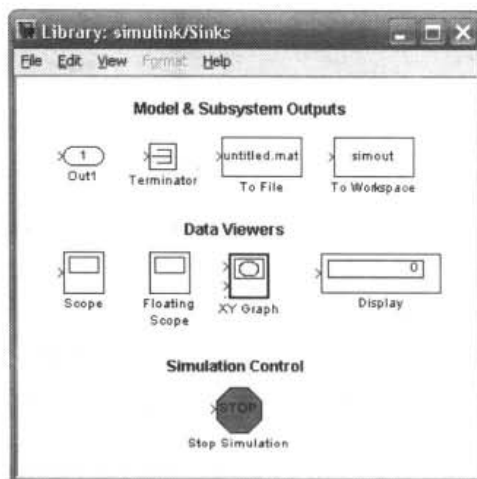 Library: simulink/Sinks
File Edit View Format Help
Model & Subsystem Outputs
1 untitled.mat simout
Out1 Terminator To File To Workspace
Data Viewers
0
Scope Floating Scope XY Graph Display
Simulation Control
STOP
Stop Simulation